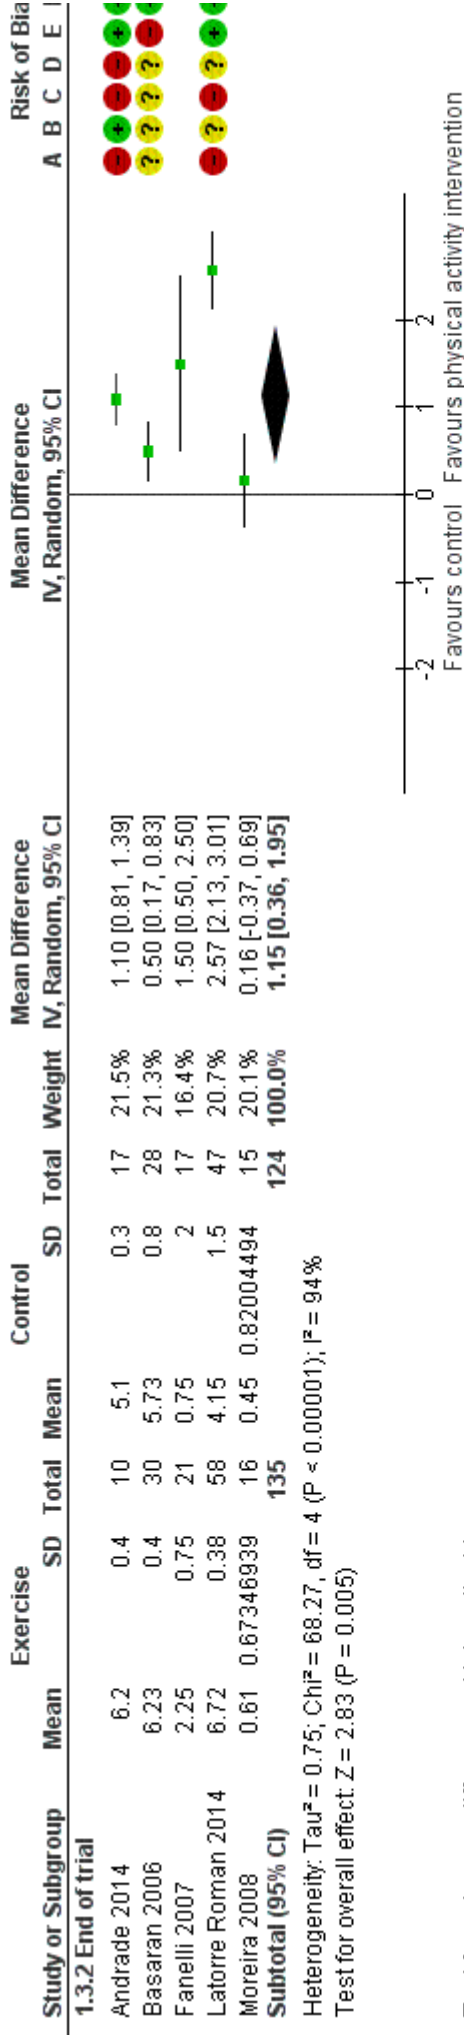 Exercise Control Mean Difference Mean Difference Risk of Bia
Study or Subgroup Mean SD Total Mean SD Total Weight IV, Random, 95% CI IV, Random, 95% CI A B C D E
1.3.2 End of trial
Andrade 2014 6.2 0.4 10 5.1 0.3 17 21.5% 1.10 [0.81, 1.39] - + - - +
Basaran 2006 6.23 0.4 30 5.73 0.8 28 21.3% 0.50 [0.17, 0.83] ? ? ? ? -
Fanelli 2007 2.25 0.75 21 0.75 2 17 16.4% 1.50 [0.50, 2.50]
Latorre Roman 2014 6.72 0.38 58 4.15 1.5 47 20.7% 2.57 [2.13, 3.01] - ? - ? +
Moreira 2008 0.61 0.67346939 16 0.45 0.82004494 15 20.1% 0.16 [-0.37, 0.69]
Subtotal (95% CI) 135 124 100.0% 1.15 [0.36, 1.95]
Heterogeneity: Tau² = 0.75; Chi² = 68.27, df = 4 (P < 0.00001); I² = 94%
Test for overall effect: Z = 2.83 (P = 0.005)
-2 -1 0 1 2
Favours control Favours physical activity intervention